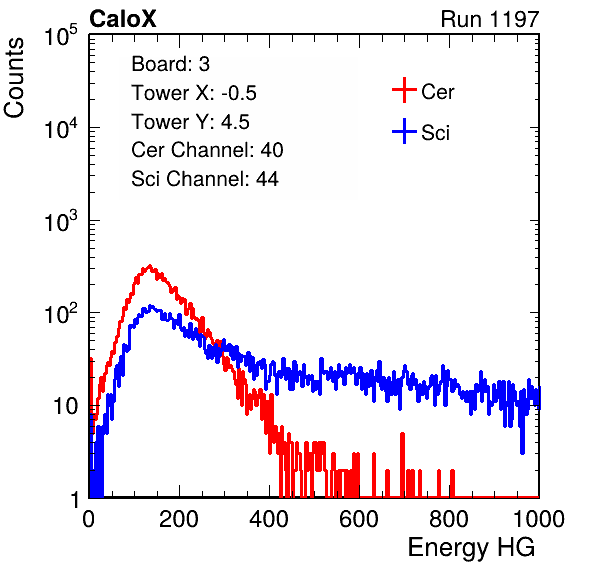 CaloX Run 1197
Counts
10^5
10^4
10^3
10^2
10
1
Board: 3
Tower X: -0.5
Tower Y: 4.5
Cer Channel: 40
Sci Channel: 44
Cer
Sci
0 200 400 600 800 1000
Energy HG